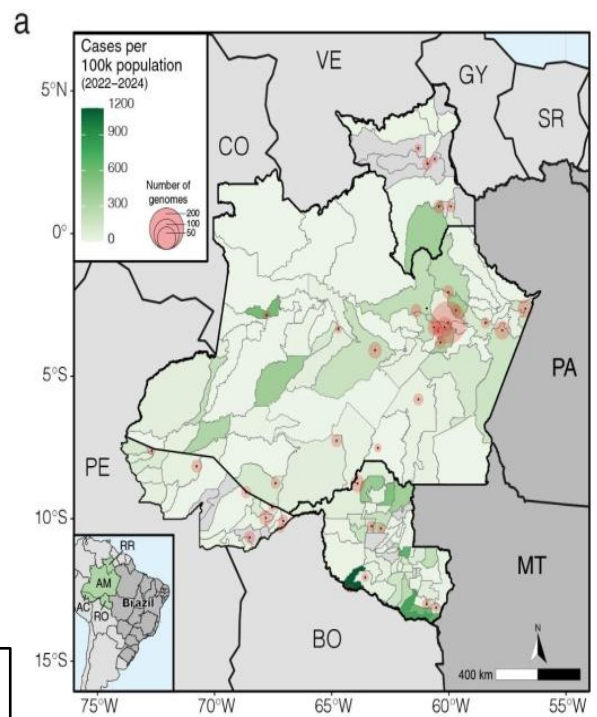 a
Cases per
100k population
(2022–2024)
1200
900
600
300
0
Number of
genomes
200
100
50
VE
GY
SR
CO
PA
PE
MT
BO
5°N
0°
5°S
10°S
15°S
75°W
70°W
65°W
60°W
55°W
RR
AM
AC
RO
Brazil
N
400 km